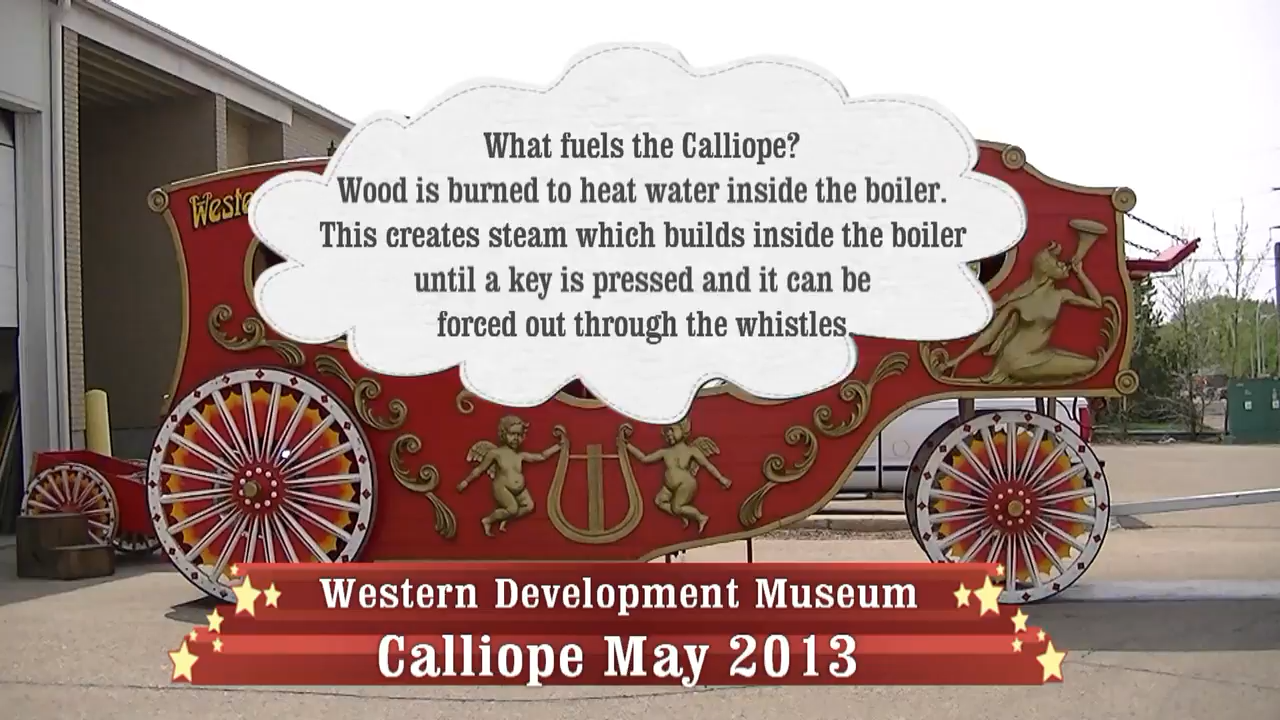 What fuels the Calliope?
Wood is burned to heat water inside the boiler.
This creates steam which builds inside the boiler
until a key is pressed and it can be
forced out through the whistles.
Weste
Western Development Museum
Calliope May 2013